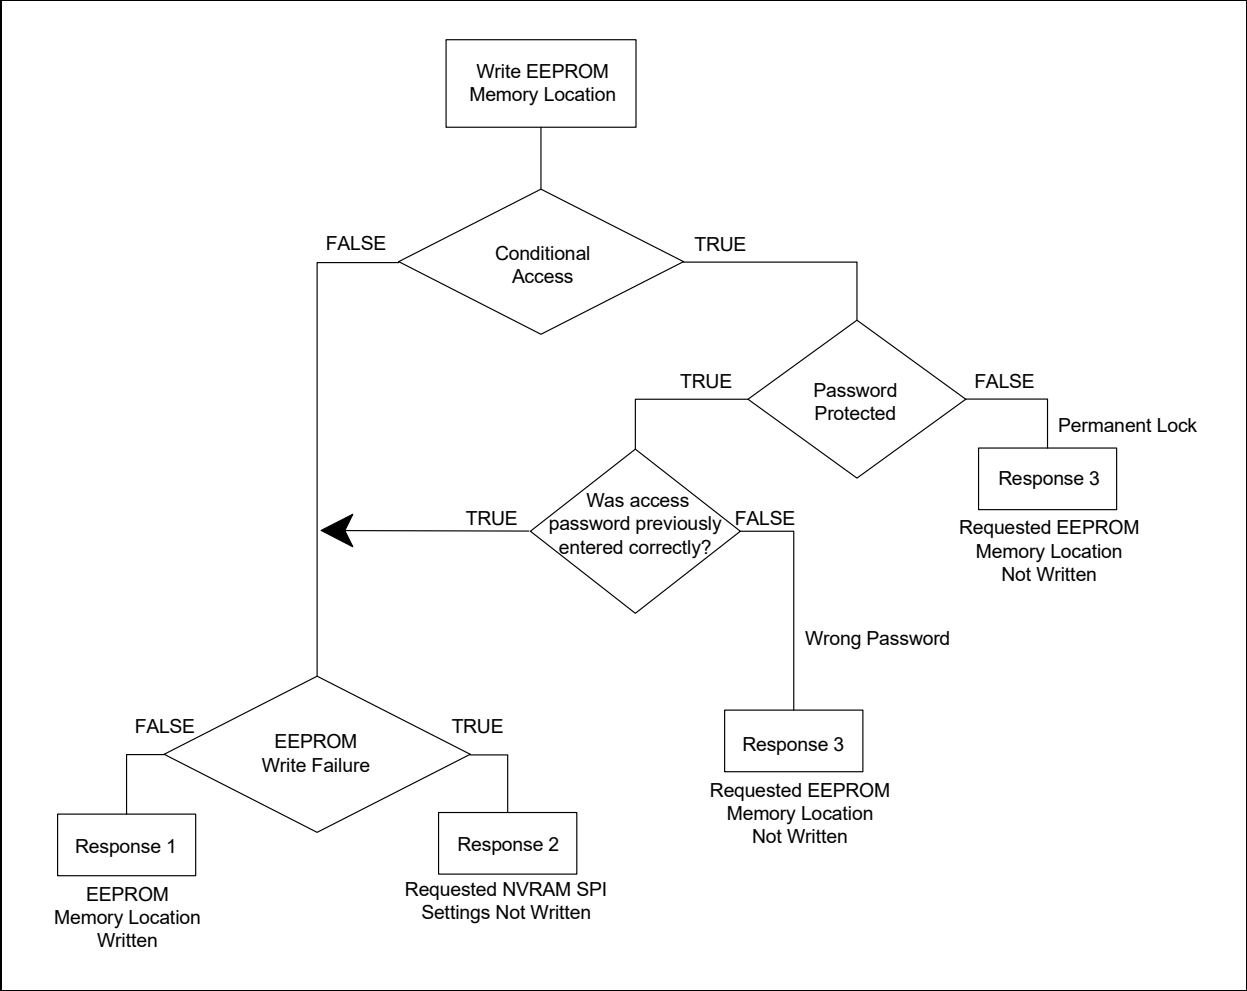 Write EEPROM
Memory Location
FALSE
TRUE
Conditional
Access
TRUE
FALSE
Password
Protected
Permanent Lock
Response 3
Requested EEPROM
Memory Location
Not Written
TRUE
Was access
password previously
entered correctly?
FALSE
Wrong Password
Response 3
Requested EEPROM
Memory Location
Not Written
FALSE
TRUE
EEPROM
Write Failure
Response 1
EEPROM
Memory Location
Written
Response 2
Requested NVRAM SPI
Settings Not Written